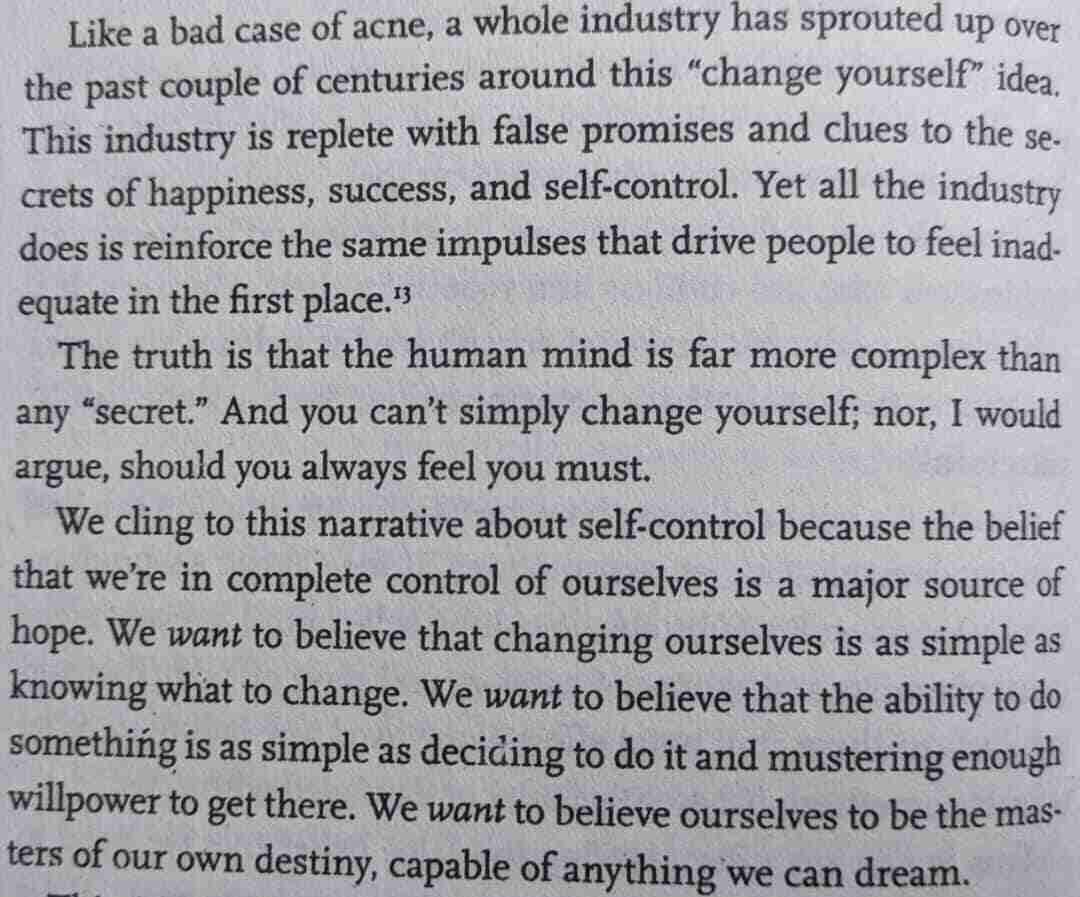 Like a bad case of acne, a whole industry has sprouted up over
the past couple of centuries around this “change yourself” idea.
This industry is replete with false promises and clues to the se-
crets of happiness, success, and self-control. Yet all the industry
does is reinforce the same impulses that drive people to feel inad-
equate in the first place.¹³
The truth is that the human mind is far more complex than
any “secret.” And you can’t simply change yourself; nor, I would
argue, should you always feel you must.
We cling to this narrative about self-control because the belief
that we’re in complete control of ourselves is a major source of
hope. We want to believe that changing ourselves is as simple as
knowing what to change. We want to believe that the ability to do
something is as simple as deciding to do it and mustering enough
willpower to get there. We want to believe ourselves to be the mas-
ters of our own destiny, capable of anything we can dream.